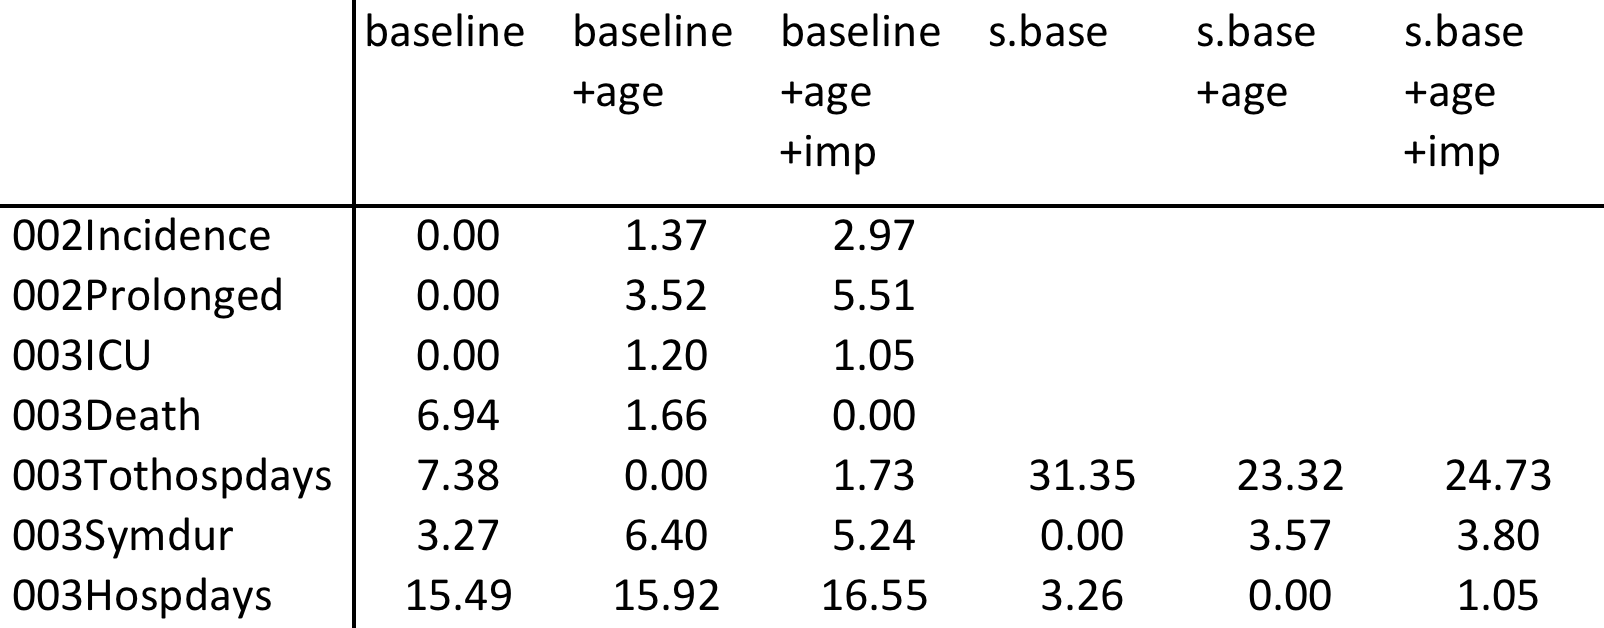 baseline baseline baseline s.base s.base s.base
+age +age +age +age
+imp +imp
002Incidence 0.00 1.37 2.97
002Prolonged 0.00 3.52 5.51
003ICU 0.00 1.20 1.05
003Death 6.94 1.66 0.00
003Tothospdays 7.38 0.00 1.73 31.35 23.32 24.73
003Symdur 3.27 6.40 5.24 0.00 3.57 3.80
003Hospdays 15.49 15.92 16.55 3.26 0.00 1.05